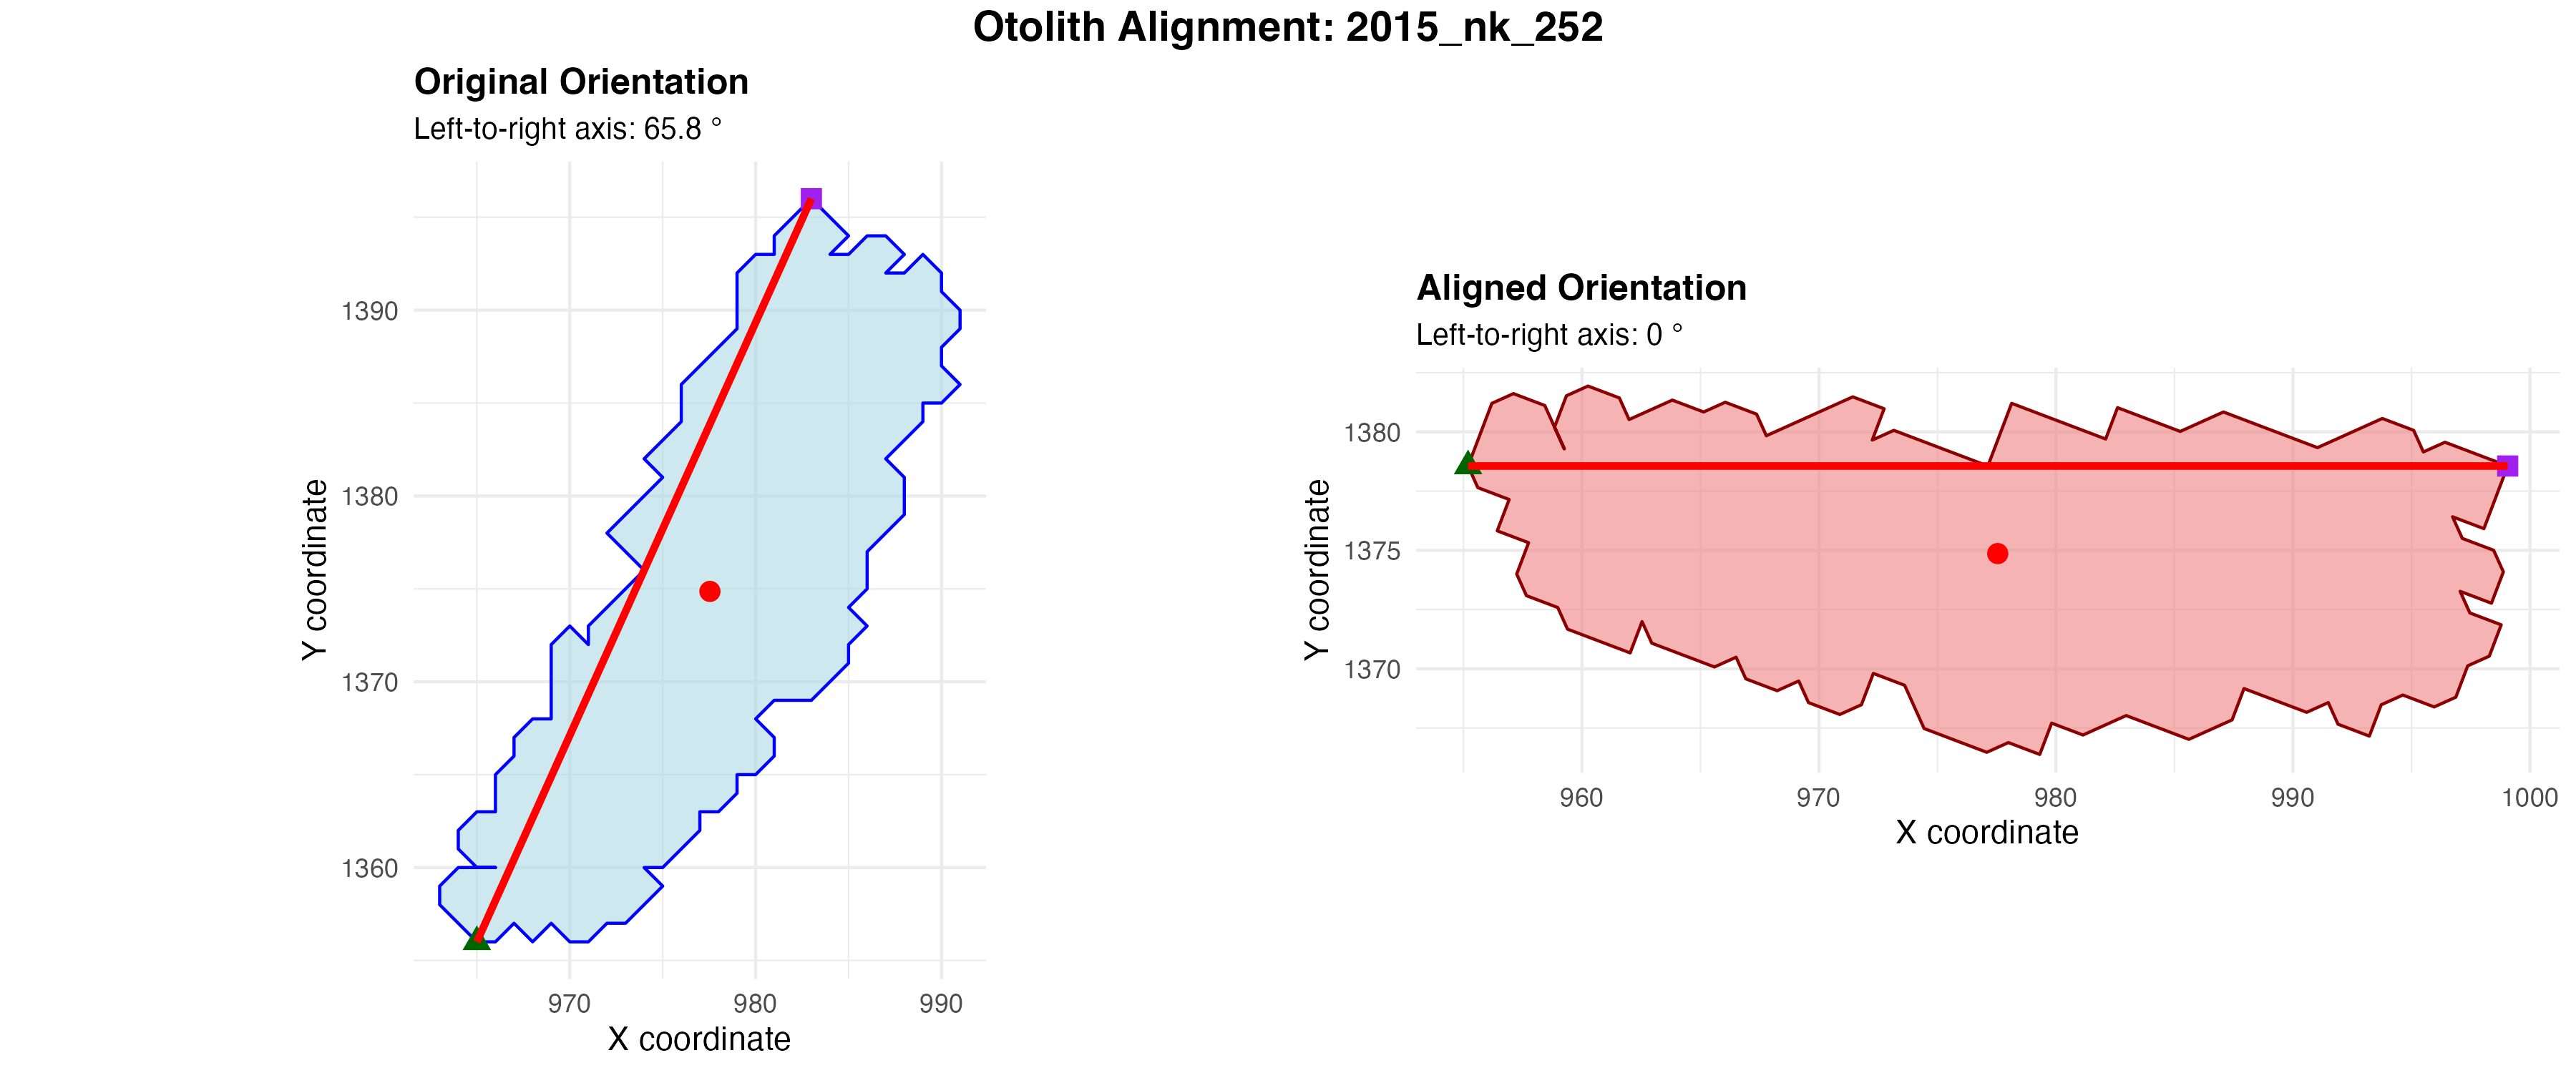 Otolith Alignment: 2015_nk_252
Original Orientation
Left-to-right axis: 65.8 °
1390
1380
1370
1360
Y coordinate
970 980 990
X coordinate
Aligned Orientation
Left-to-right axis: 0 °
1380
1375
1370
Y coordinate
960 970 980 990 1000
X coordinate